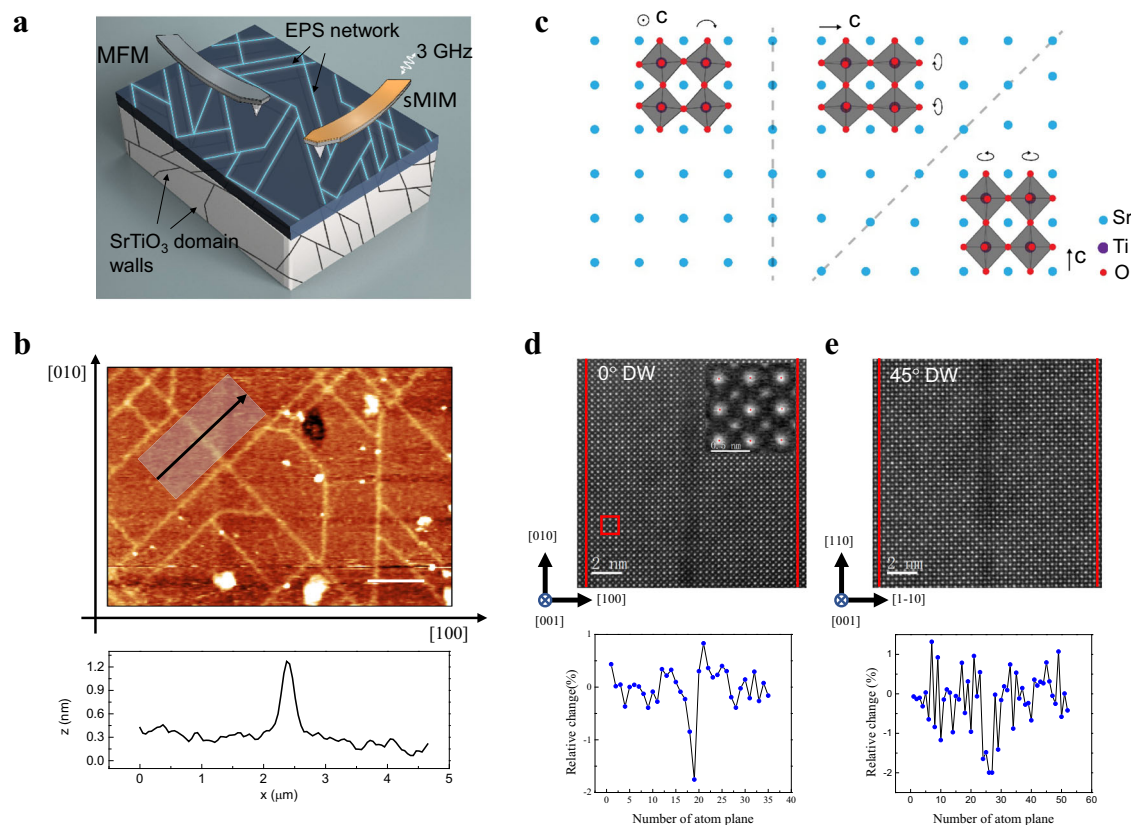 a
MFM
EPS network
3 GHz
sMIM
SrTiO3 domain
walls
b
[010]
[100]
z (nm)
1.2
0.9
0.6
0.3
0.0
0 1 2 3 4 5
x (μm)
c
⊙ c
c
c
Sr
Ti
O
d
0° DW
0.5 nm
2 nm
[010]
[100]
[001]
Relative change(%)
1
0
-1
-2
0 5 10 15 20 25 30 35 40
Number of atom plane
e
45° DW
2 nm
[110]
[1-10]
[001]
Relative change (%)
1
0
-1
-2
0 10 20 30 40 50 60
Number of atom plane